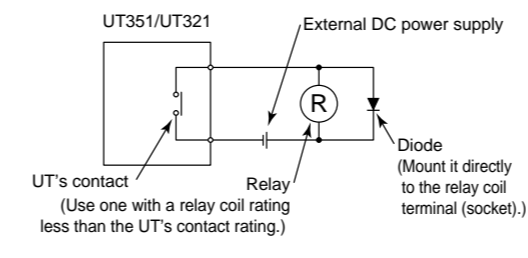 UT351/UT321
External DC power supply
R
UT's contact
(Use one with a relay coil rating
less than the UT's contact rating.)
Relay
Diode
(Mount it directly
to the relay coil
terminal (socket).)